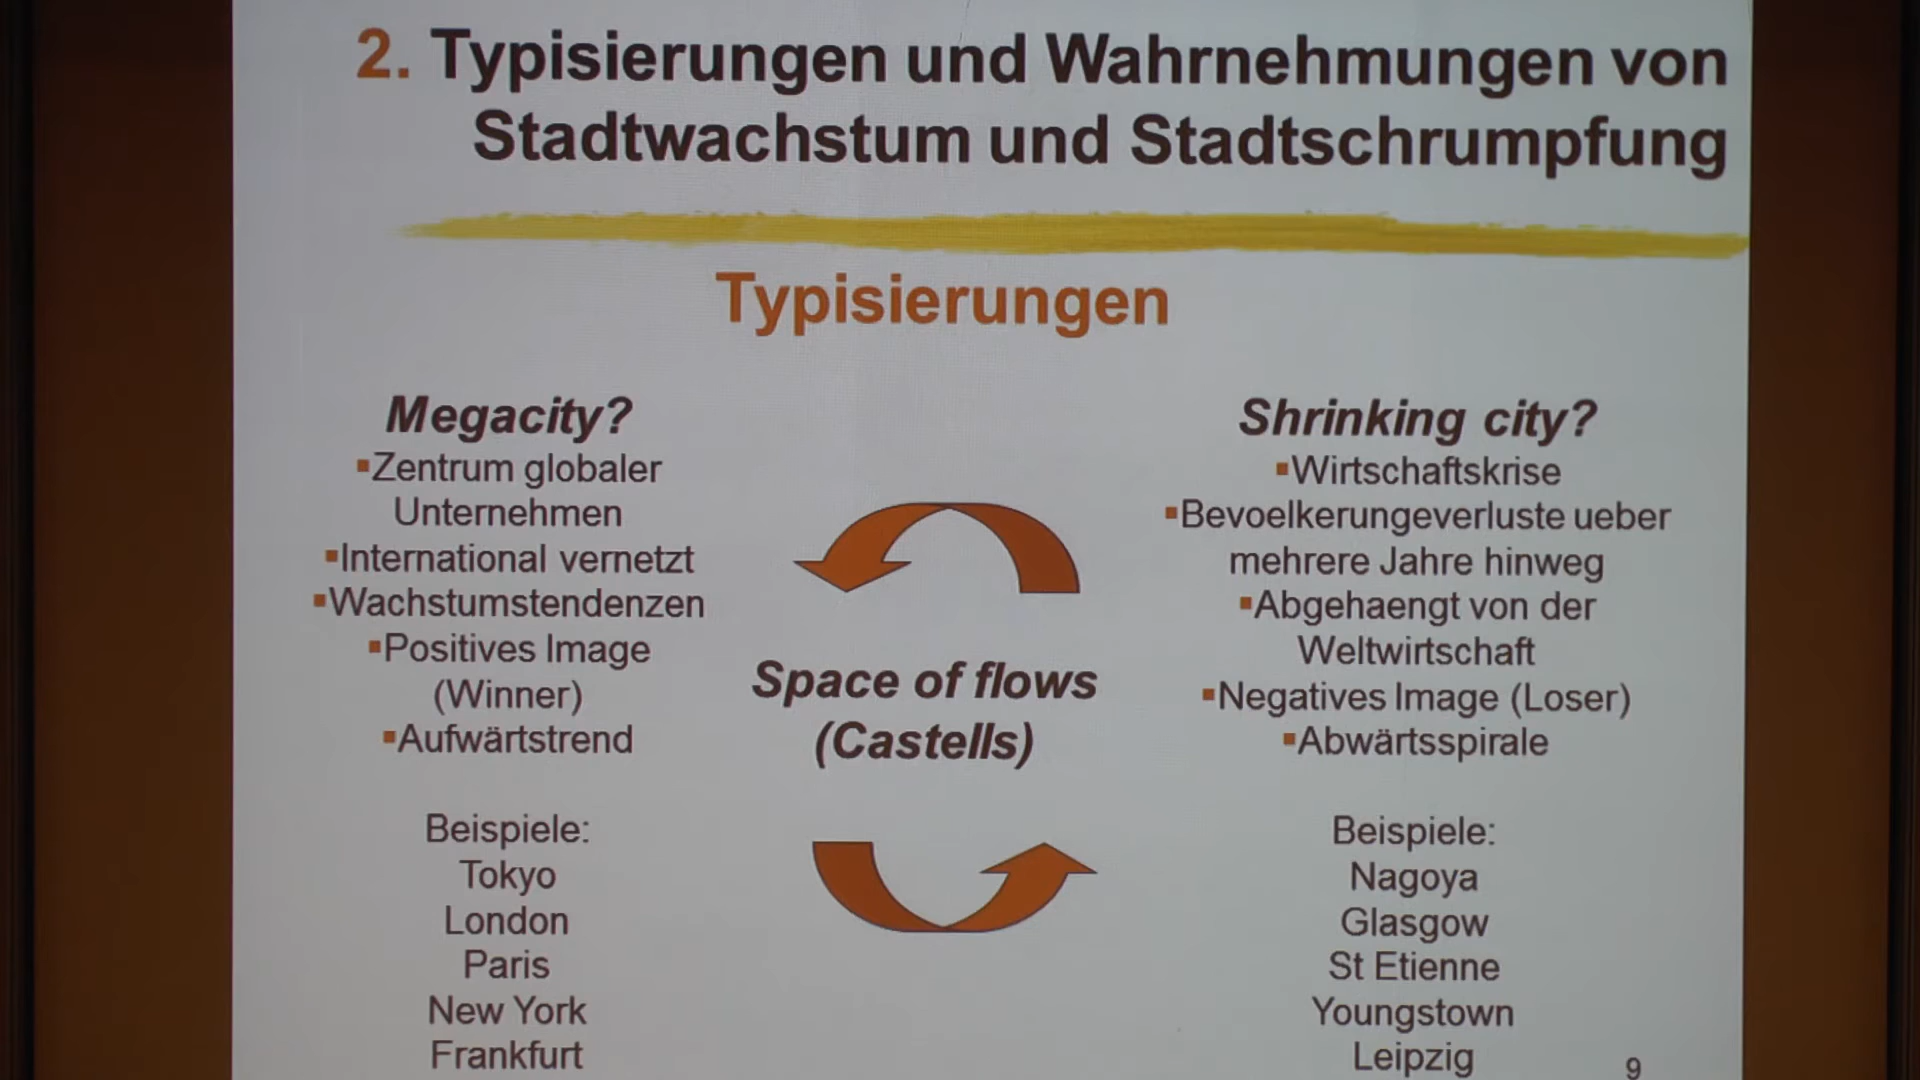 2. Typisierungen und Wahrnehmungen von
Stadtwachstum und Stadtschrumpfung
Typisierungen
Megacity?
▪Zentrum globaler
Unternehmen
▪International vernetzt
▪Wachstumstendenzen
▪Positives Image
(Winner)
▪Aufwärtstrend
Beispiele:
Tokyo
London
Paris
New York
Frankfurt
Space of flows
(Castells)
Shrinking city?
▪Wirtschaftskrise
▪Bevoelkerungeverluste ueber
mehrere Jahre hinweg
▪Abgehaengt von der
Weltwirtschaft
▪Negatives Image (Loser)
▪Abwärtsspirale
Beispiele:
Nagoya
Glasgow
St Etienne
Youngstown
Leipzig
9